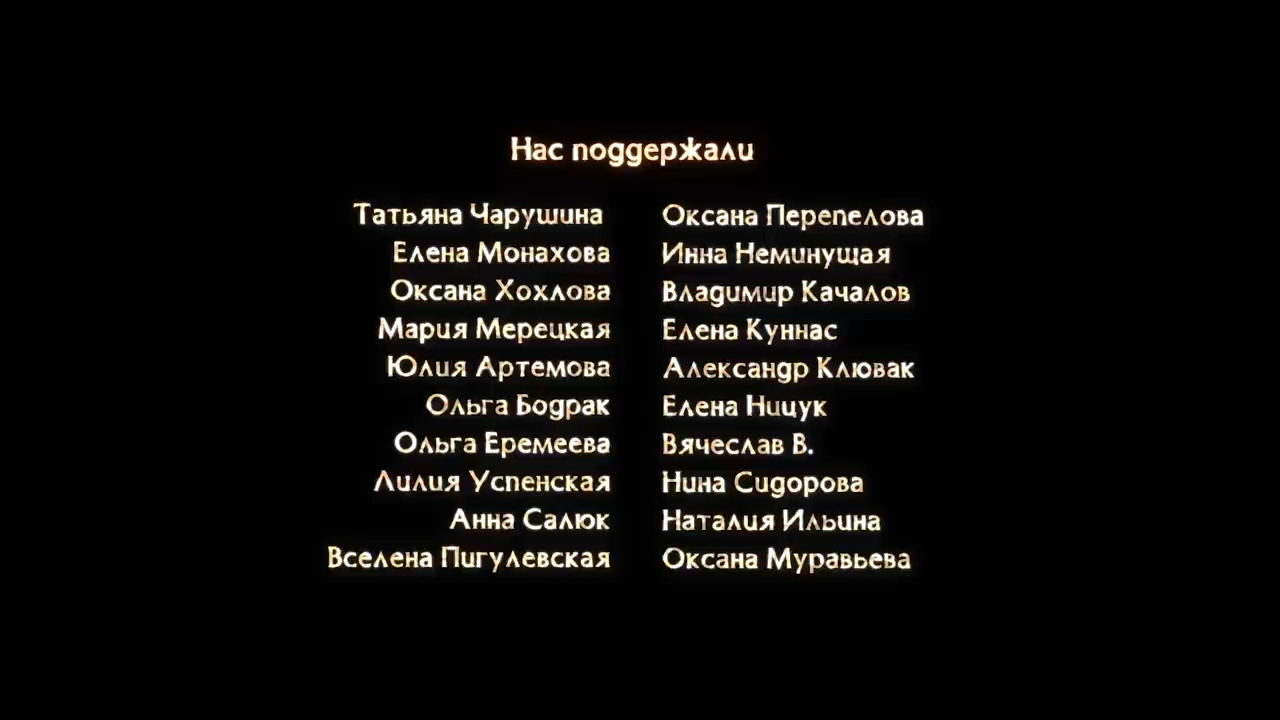 Нас поддержали
Татьяна Чарушина
Елена Монахова
Оксана Хохлова
Мария Мерецкая
Юлия Артемова
Ольга Бодрак
Ольга Еремеева
Лилия Успенская
Анна Салюк
Вселена Пигулевская
Оксана Перепелова
Инна Неминущая
Владимир Качалов
Елена Куннас
Александр Клювак
Елена Ницук
Вячеслав В.
Нина Сидорова
Наталия Ильина
Оксана Муравьева